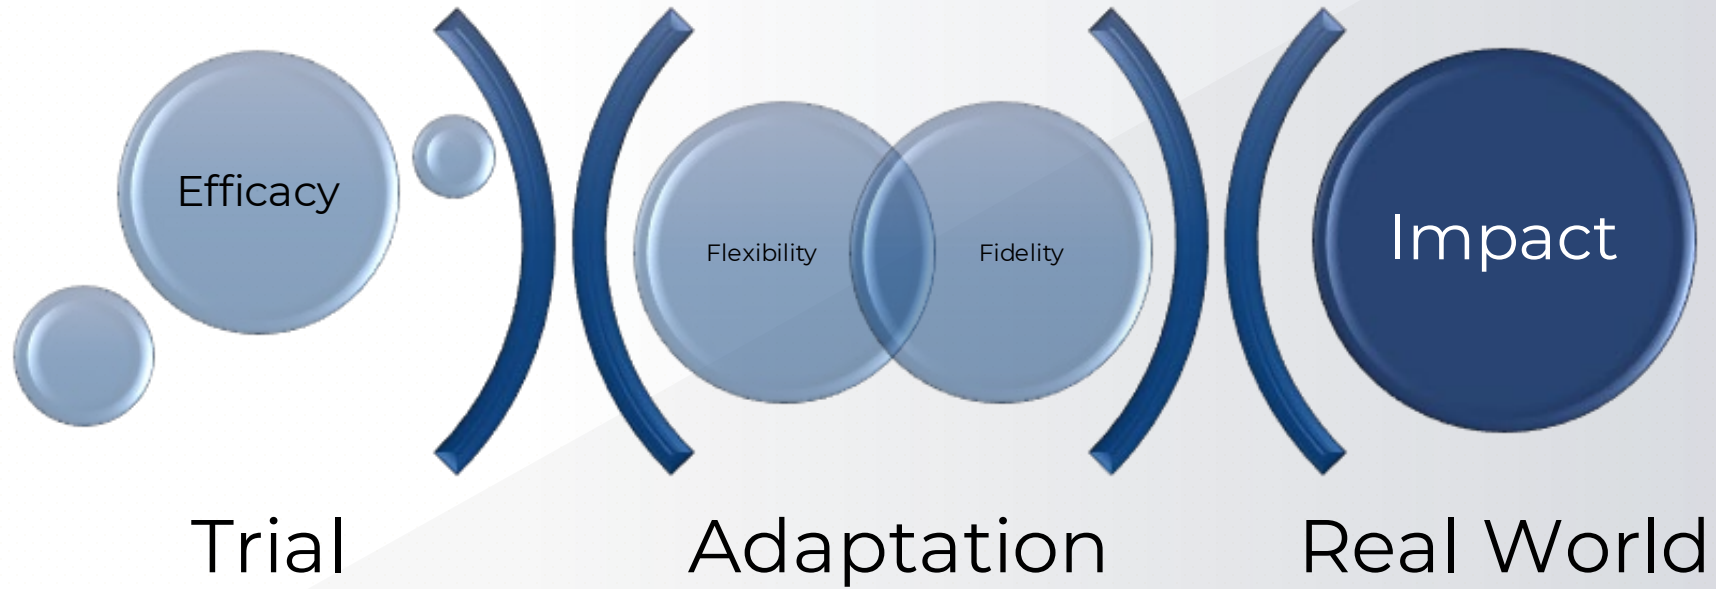 Efficacy
Flexibility
Fidelity
Impact
Trial
Adaptation
Real World